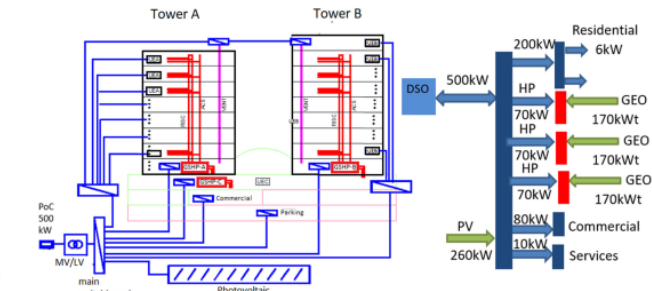 Tower A
Tower B
PoC
500
kW
MV/LV
main
GSHP-A
GSHP-C
GSHP-B
Commercial
Parking
Photovoltaic
DSO
500kW
200kW
Residential
6kW
HP
70kW
GEO
170kWt
HP
70kW
GEO
170kWt
HP
70kW
GEO
170kWt
80kW
Commercial
10kW
Services
PV
260kW